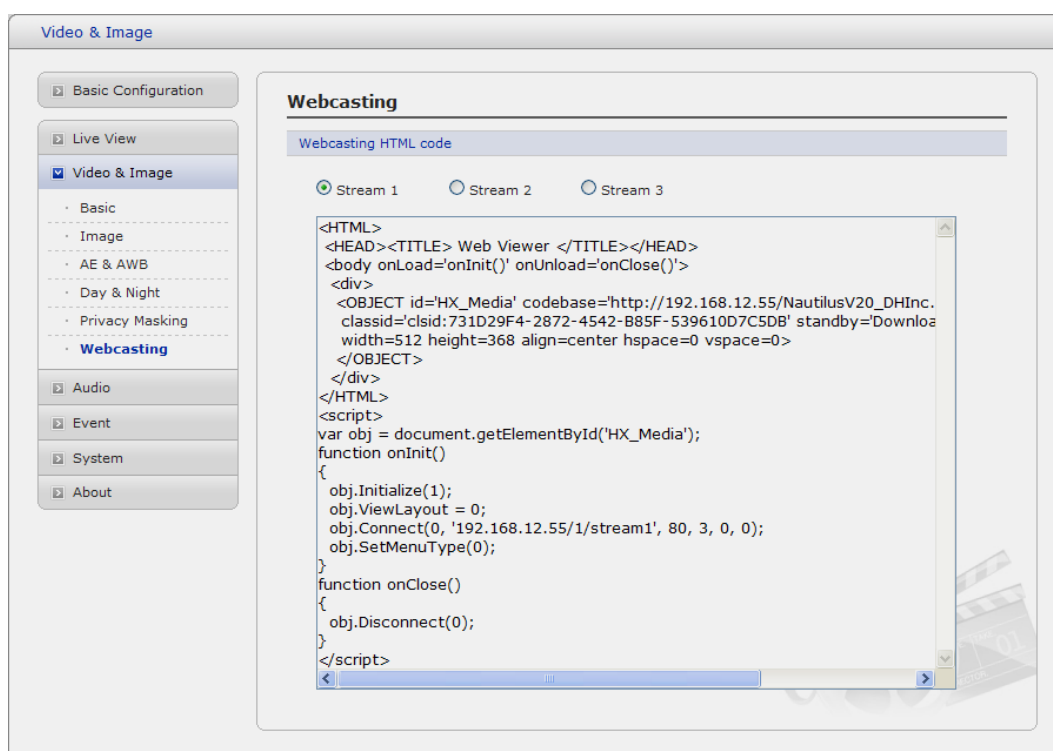 Video & Image
Basic Configuration
Live View
Video & Image
Basic
Image
AE & AWB
Day & Night
Privacy Masking
Webcasting
Audio
Event
System
About
Webcasting
Webcasting HTML code
Stream 1 Stream 2 Stream 3
<HTML>
<HEAD><TITLE> Web Viewer </TITLE></HEAD>
<body onLoad='onInit()' onUnload='onClose()'>
<div>
<OBJECT id='HX_Media' codebase='http://192.168.12.55/NautilusV20_DHInc.
classid='clsid:731D29F4-2872-4542-B85F-539610D7C5DB' standby='Downloa
width=512 height=368 align=center hspace=0 vspace=0>
</OBJECT>
</div>
</HTML>
<script>
var obj = document.getElementById('HX_Media');
function onInit()
{
obj.Initialize(1);
obj.ViewLayout = 0;
obj.Connect(0, '192.168.12.55/1/stream1', 80, 3, 0, 0);
obj.SetMenuType(0);
}
function onClose()
{
obj.Disconnect(0);
}
</script>
01